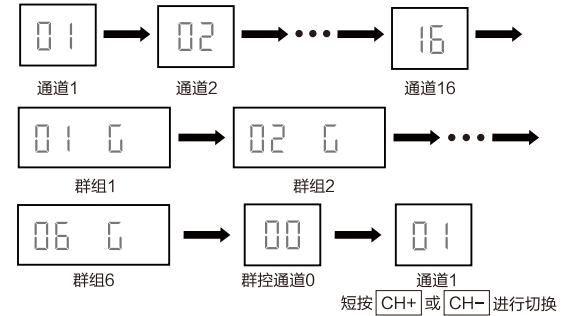 01 02 16
通道1 通道2 通道16
01 G 02 G
群组1 群组2
06 G 00 01
群组6 群控通道0 通道1
短按 CH+ 或 CH− 进行切换